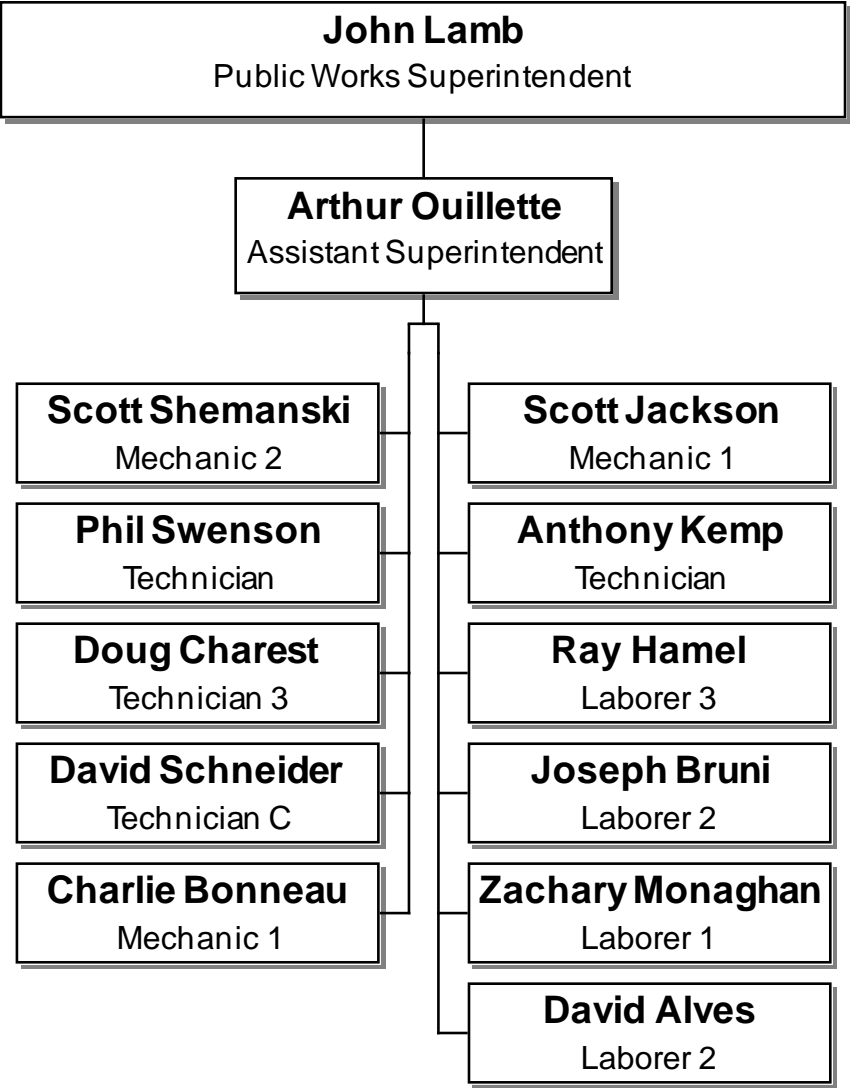 John Lamb
Public Works Superintendent
Arthur Ouillette
Assistant Superintendent
Scott Shemanski
Mechanic 2
Scott Jackson
Mechanic 1
Phil Swenson
Technician
Anthony Kemp
Technician
Doug Charest
Technician 3
Ray Hamel
Laborer 3
David Schneider
Technician C
Joseph Bruni
Laborer 2
Charlie Bonneau
Mechanic 1
Zachary Monaghan
Laborer 1
David Alves
Laborer 2